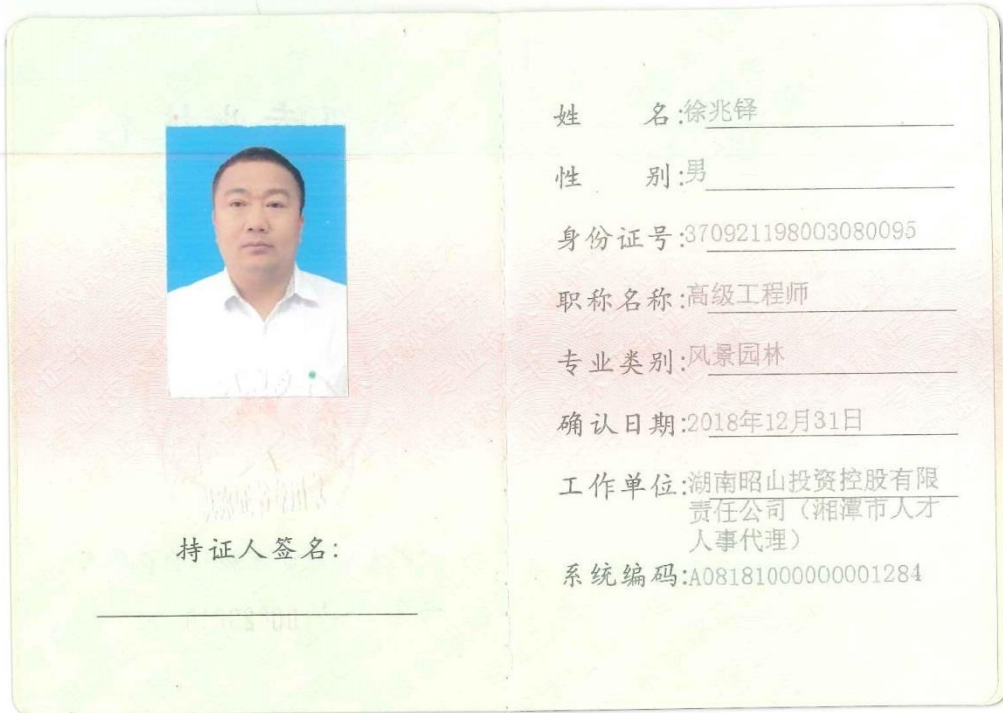 持证人签名：
姓　　名:徐兆铎
性　　别:男
身份证号:370921198003080095
职称名称:高级工程师
专业类别:风景园林
确认日期:2018年12月31日
工作单位:湖南昭山投资控股有限
责任公司（湘潭市人才
人事代理）
系统编码:A08181000000001284